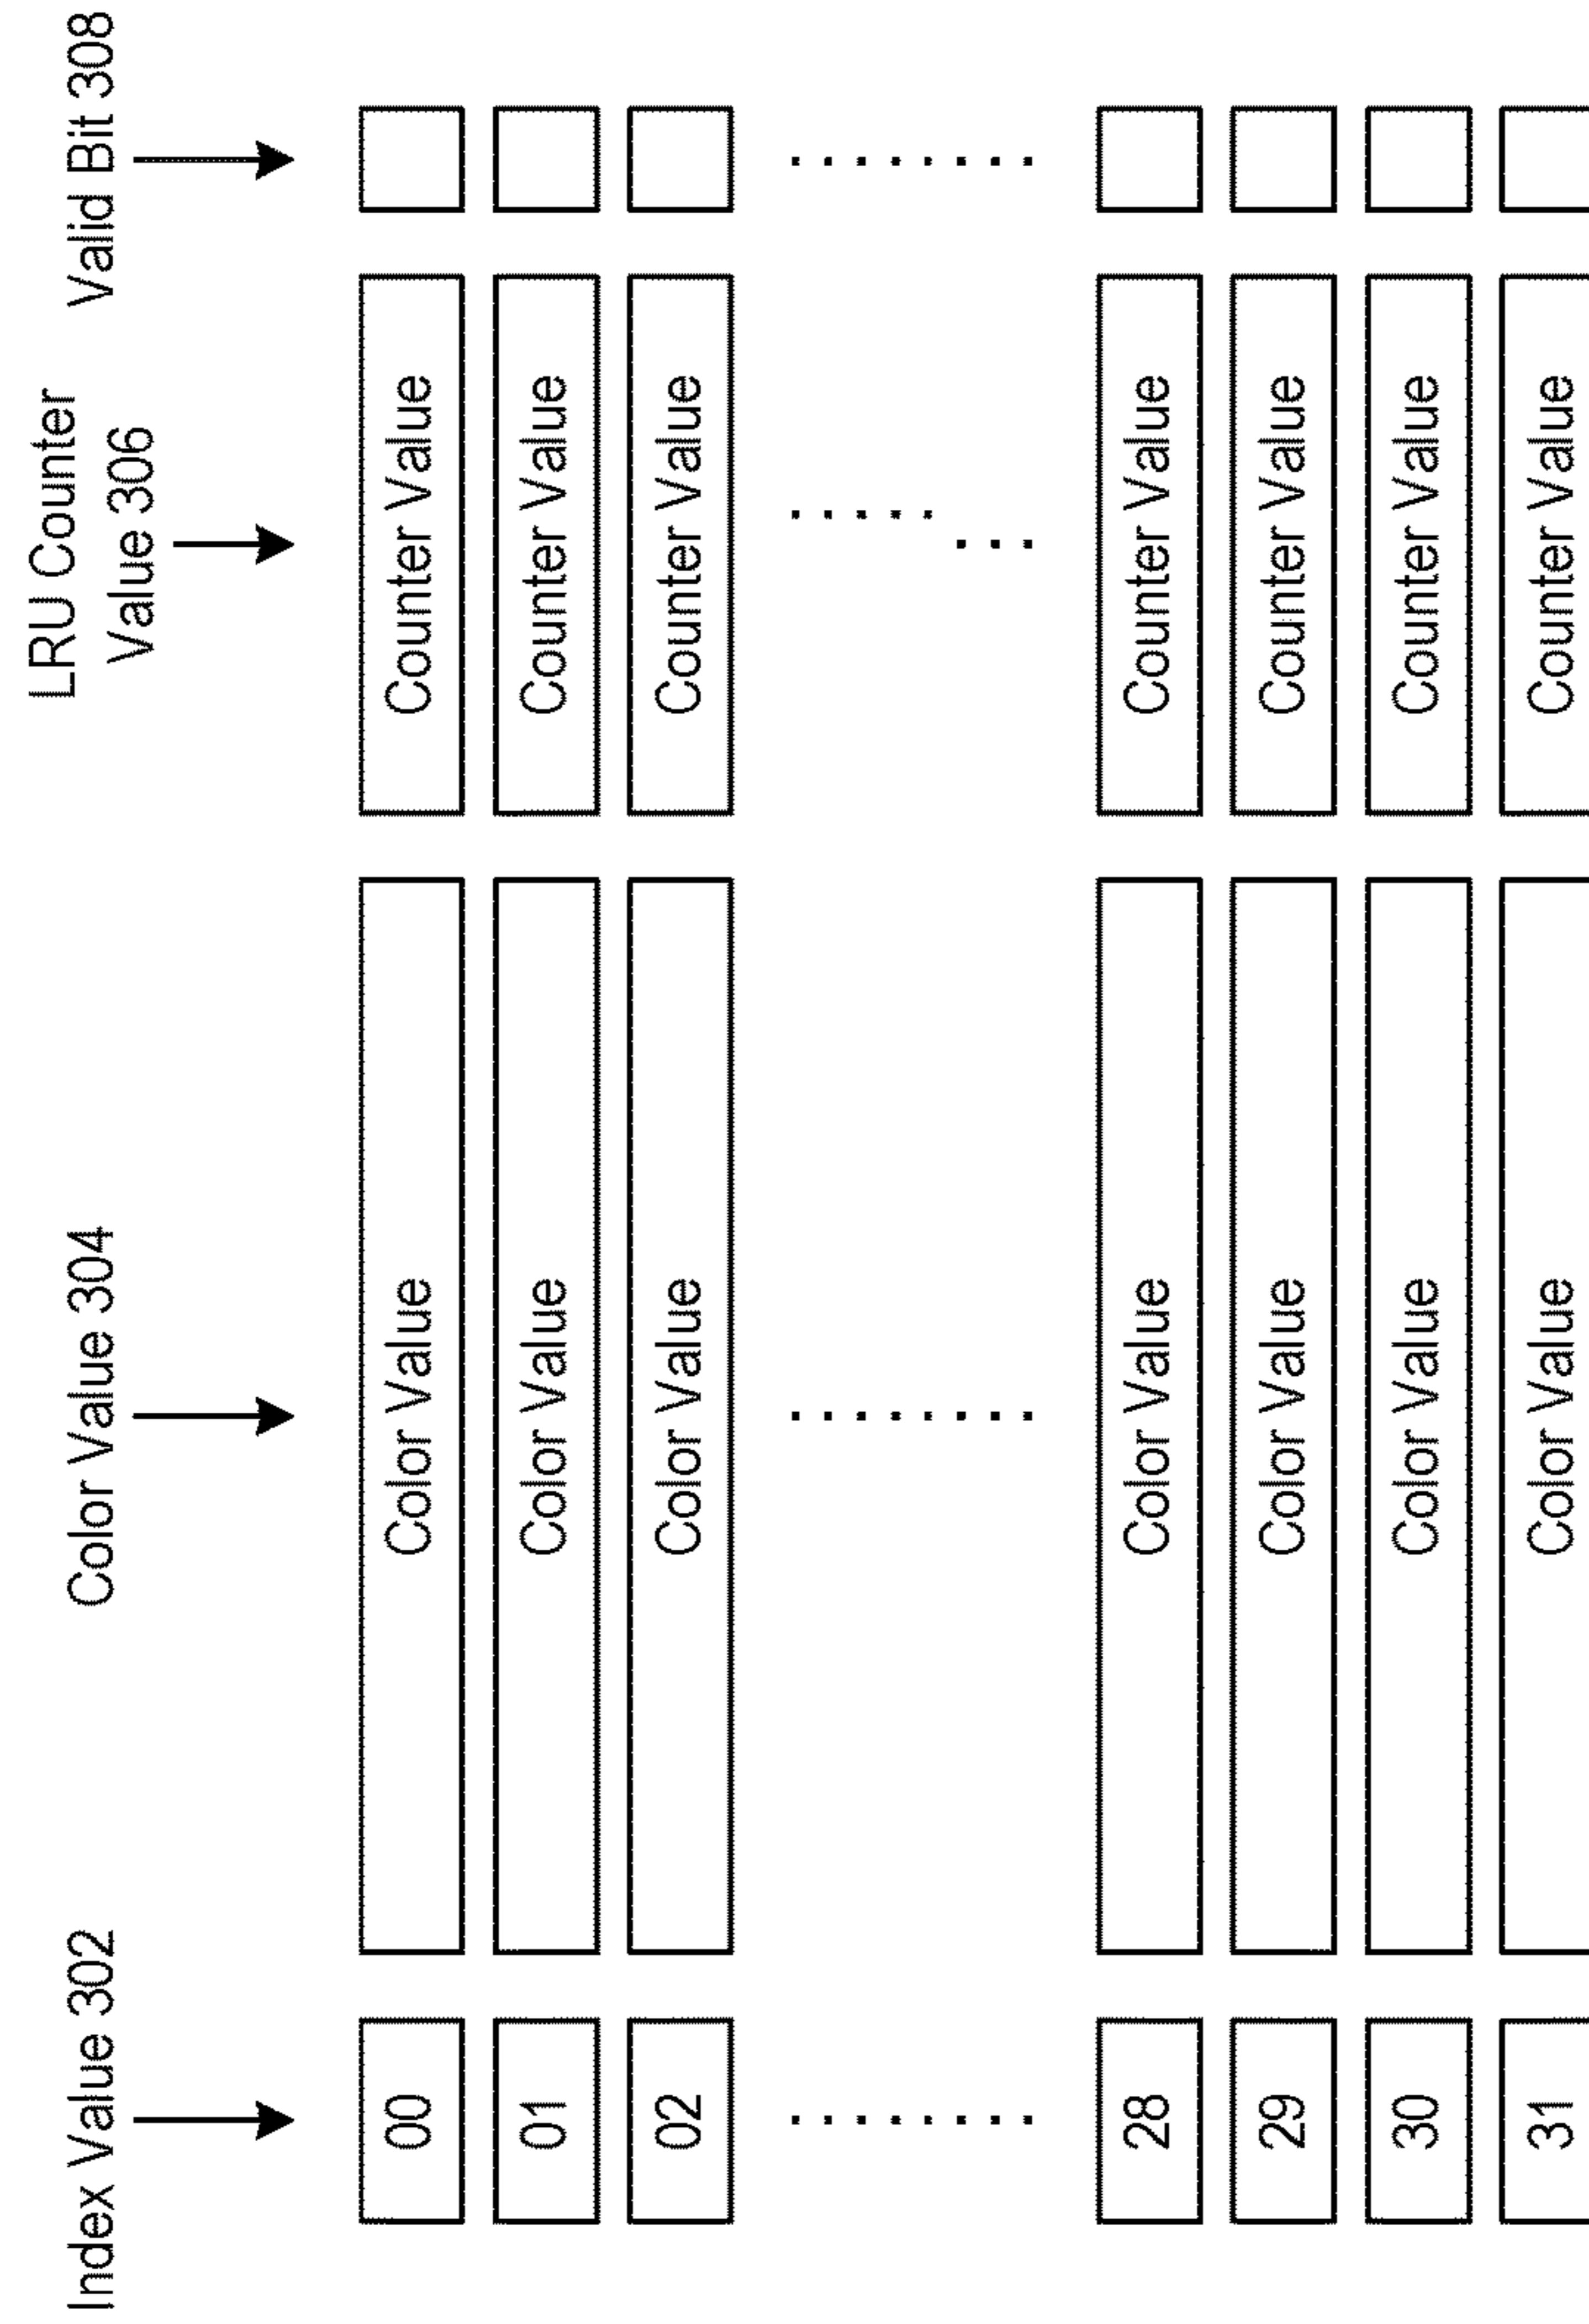 Index Value 302
Color Value 304
LRU Counter
Value 306
Valid Bit 308
00
Color Value
Counter Value
01
Color Value
Counter Value
02
Color Value
Counter Value
28
Color Value
Counter Value
29
Color Value
Counter Value
30
Color Value
Counter Value
31
Color Value
Counter Value